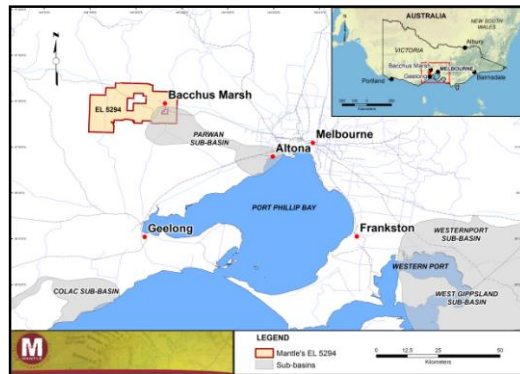 AUSTRALIA
NEW SOUTH
WALES
VICTORIA
Albury
Bacchus Marsh
MELBOURNE
Geelong
Portland
Bairnsdale
Kilometers
N
EL 5294
Bacchus Marsh
PARWAN
SUB-BASIN
Melbourne
Altona
PORT PHILLIP BAY
Geelong
Frankston
WESTERNPORT
SUB-BASIN
WESTERN PORT
WEST GIPPSLAND
SUB-BASIN
COLAC SUB-BASIN
M
MANTLE
LEGEND
Mantle's EL 5294
Sub-basins
0 12.5 25 50
Kilometers